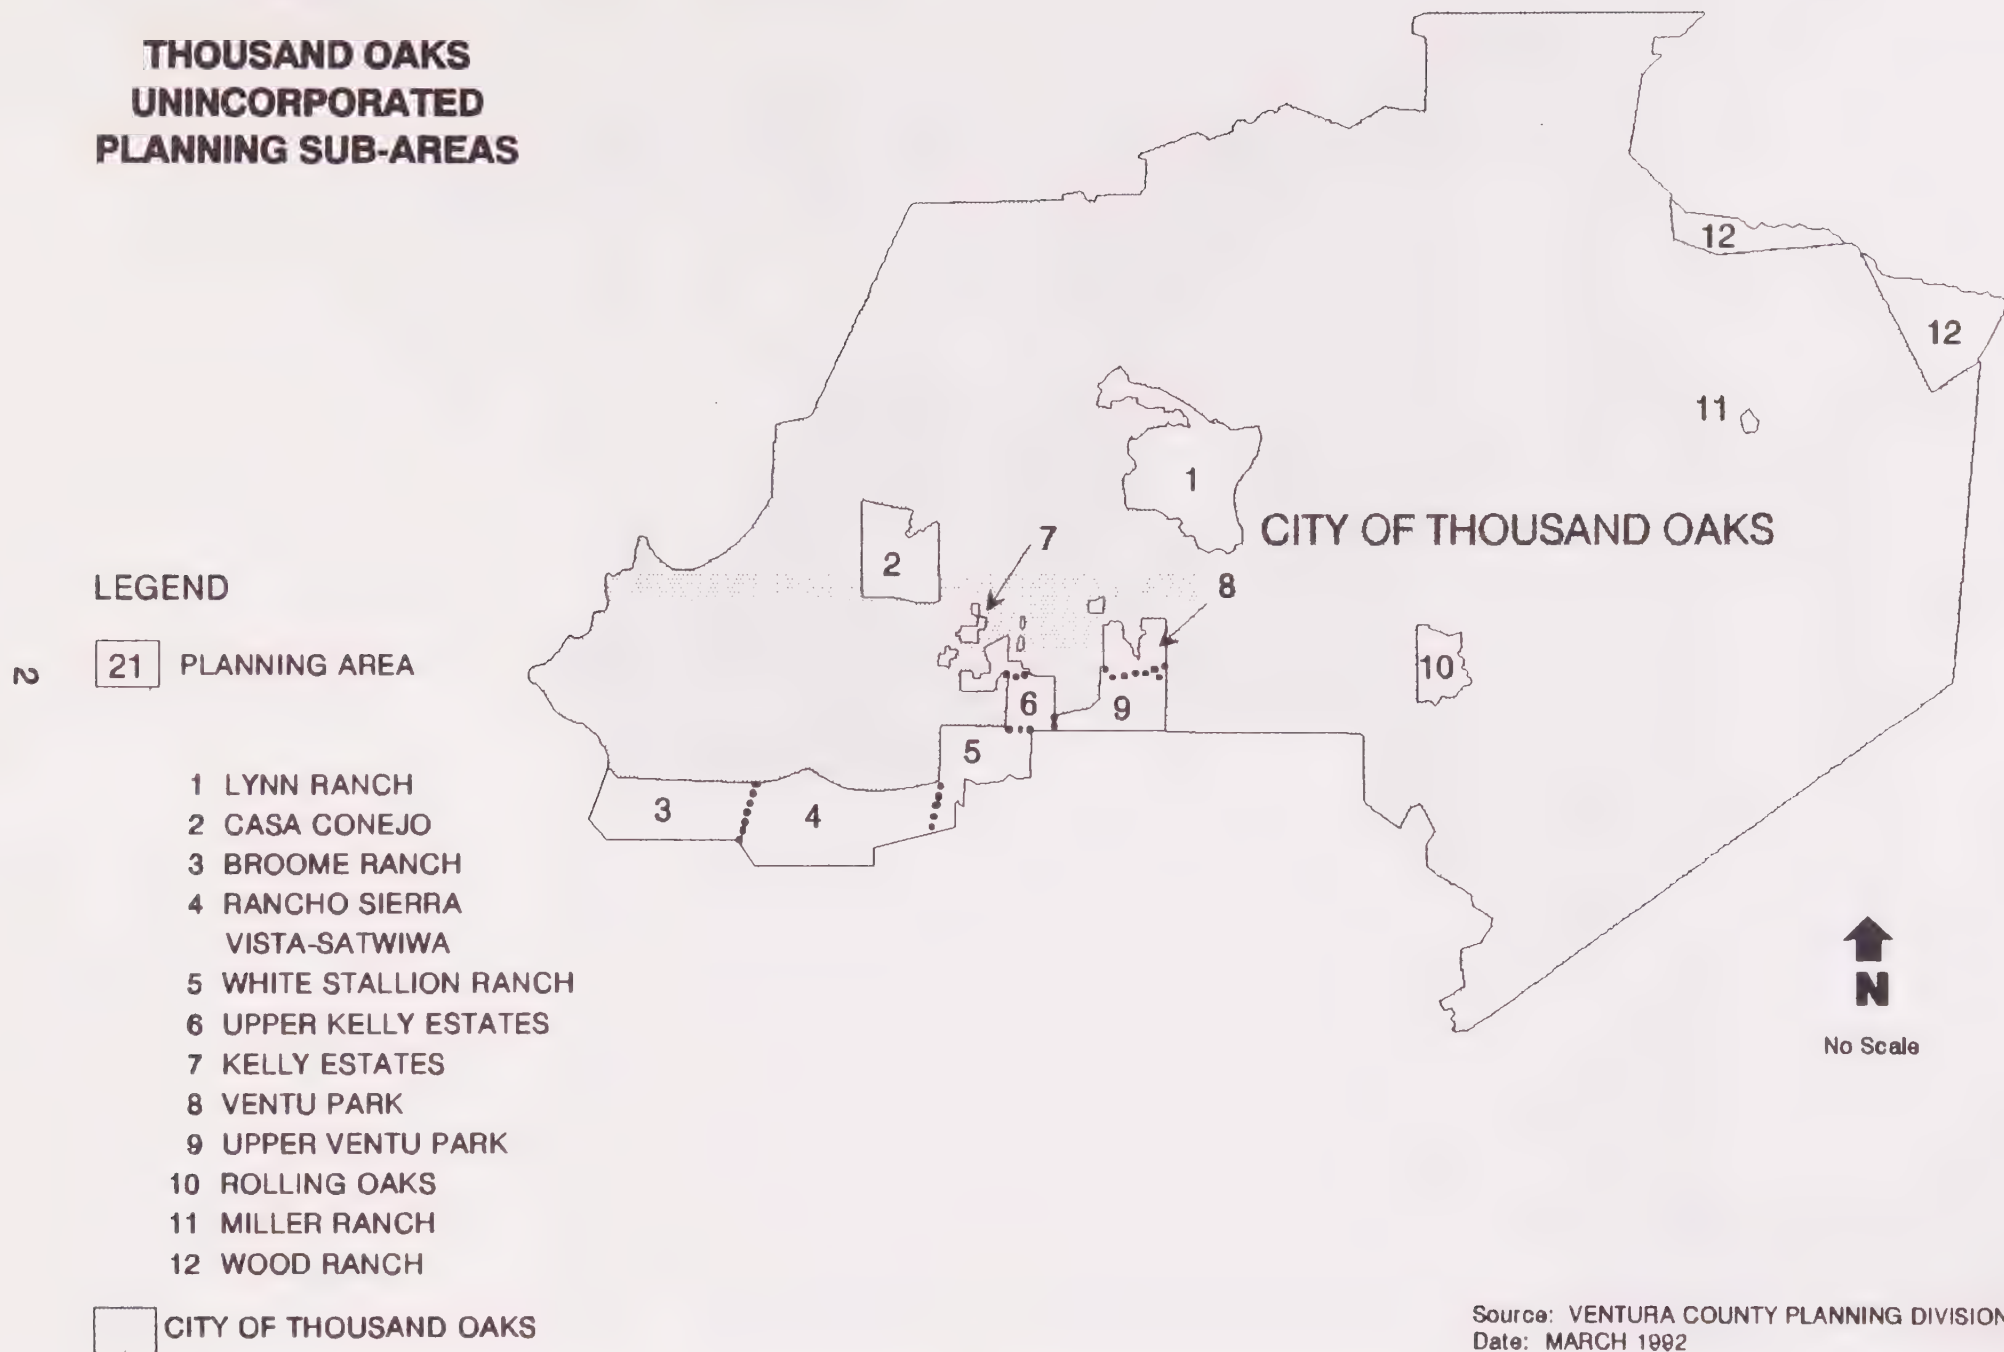 THOUSAND OAKS
UNINCORPORATED
PLANNING SUB-AREAS
12
12
11
1
CITY OF THOUSAND OAKS
7
2
8
LEGEND
21 PLANNING AREA
2
10
6
9
5
3
4
1 LYNN RANCH
2 CASA CONEJO
3 BROOME RANCH
4 RANCHO SIERRA
VISTA-SATWIWA
5 WHITE STALLION RANCH
6 UPPER KELLY ESTATES
7 KELLY ESTATES
8 VENTU PARK
9 UPPER VENTU PARK
10 ROLLING OAKS
11 MILLER RANCH
12 WOOD RANCH
CITY OF THOUSAND OAKS
N
No Scale
Source: VENTURA COUNTY PLANNING DIVISION
Date: MARCH 1992